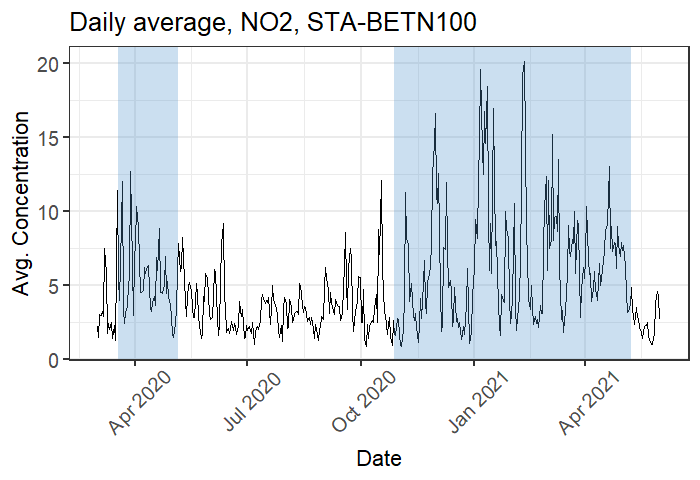 Daily average, NO2, STA-BETN100
Avg. Concentration
20
15
10
5
0
Apr 2020
Jul 2020
Oct 2020
Jan 2021
Apr 2021
Date